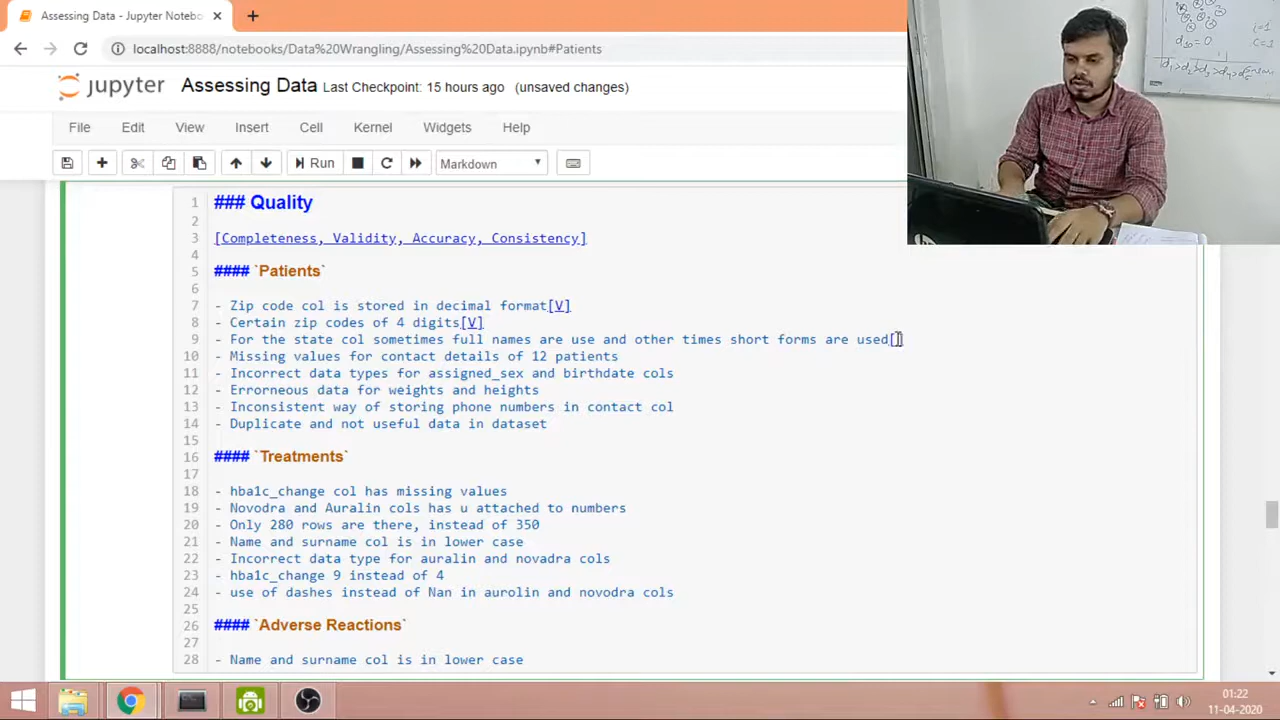 Assessing Data - Jupyter Notebo
localhost:8888/notebooks/Data%20Wrangling/Assessing%20Data.ipynb#Patients
jupyter Assessing Data Last Checkpoint: 15 hours ago (unsaved changes)
File Edit View Insert Cell Kernel Widgets Help
Run Markdown
1 ### Quality
2
3 [Completeness, Validity, Accuracy, Consistency]
4
5 #### `Patients`
6
7 - Zip code col is stored in decimal format[V]
8 - Certain zip codes of 4 digits[V]
9 - For the state col sometimes full names are use and other times short forms are used[]
10 - Missing values for contact details of 12 patients
11 - Incorrect data types for assigned_sex and birthdate cols
12 - Errorneous data for weights and heights
13 - Inconsistent way of storing phone numbers in contact col
14 - Duplicate and not useful data in dataset
15
16 #### `Treatments`
17
18 - hba1c_change col has missing values
19 - Novodra and Auralin cols has u attached to numbers
20 - Only 280 rows are there, instead of 350
21 - Name and surname col is in lower case
22 - Incorrect data type for auralin and novadra cols
23 - hba1c_change 9 instead of 4
24 - use of dashes instead of Nan in aurolin and novodra cols
25
26 #### `Adverse Reactions`
27
28 - Name and surname col is in lower case
01:22
11-04-2020